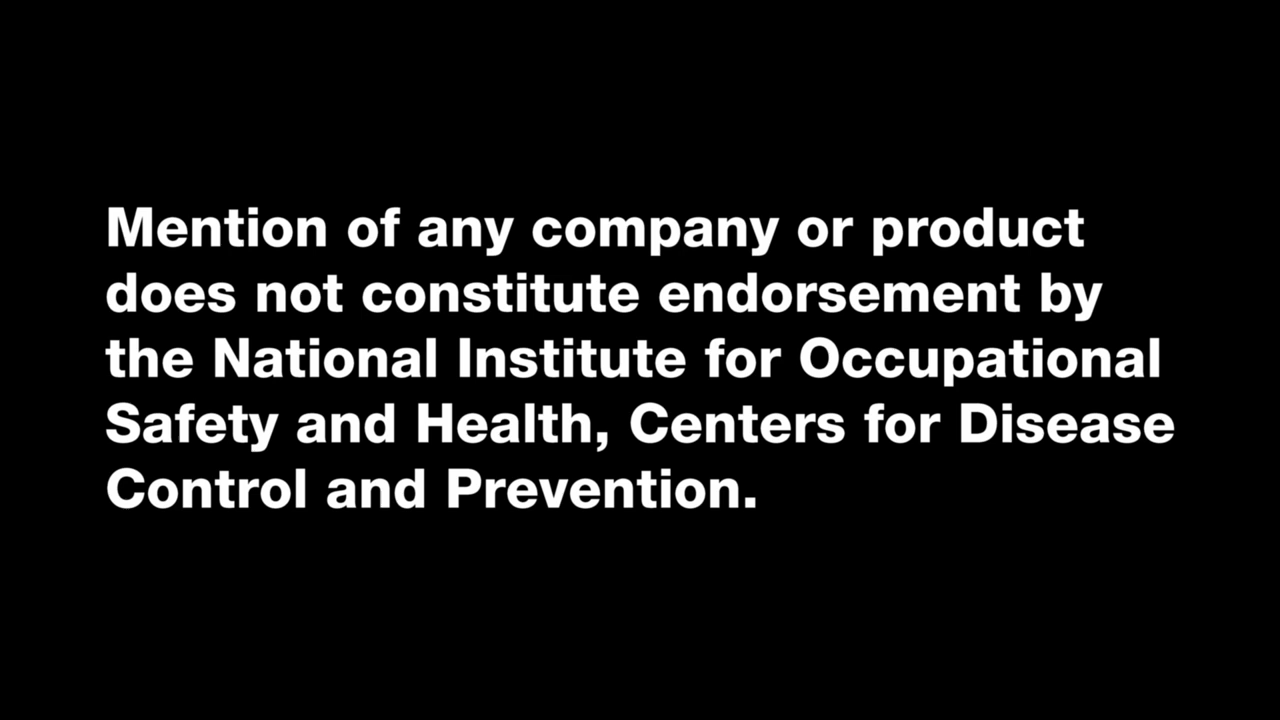 Mention of any company or product
does not constitute endorsement by
the National Institute for Occupational
Safety and Health, Centers for Disease
Control and Prevention.